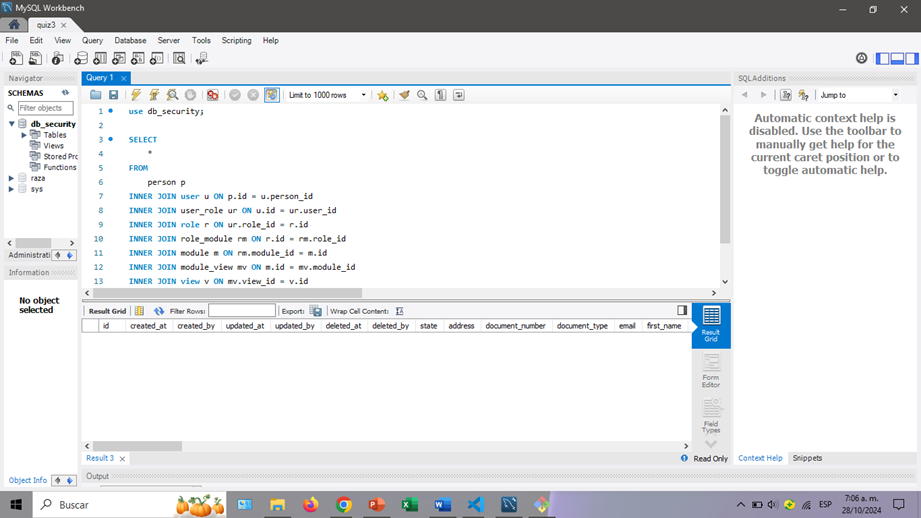 MySQL Workbench
quiz3
File Edit View Query Database Server Tools Scripting Help
Navigator
SCHEMAS
Filter objects
db_security
Tables
Views
Stored Pro
Functions
raza
sys
Administrati
Information
No object
selected
Object Info
Query 1
Limit to 1000 rows
1 use db_security;
2
3 SELECT
4 *
5 FROM
6 person p
7 INNER JOIN user u ON p.id = u.person_id
8 INNER JOIN user_role ur ON u.id = ur.user_id
9 INNER JOIN role r ON ur.role_id = r.id
10 INNER JOIN role_module rm ON r.id = rm.role_id
11 INNER JOIN module m ON rm.module_id = m.id
12 INNER JOIN module_view mv ON m.id = mv.module_id
13 INNER JOIN view v ON mv.view_id = v.id
Result Grid Filter Rows: Export: Wrap Cell Content:
id created_at created_by updated_at updated_by deleted_at deleted_by state address document_number document_type email first_name
Result
Grid
Form
Editor
Field
Types
Result 3
Read Only
Output
SQLAdditions
Jump to
Automatic context help is
disabled. Use the toolbar to
manually get help for the
current caret position or to
toggle automatic help.
Context Help Snippets
Buscar
ESP
7:06 a. m.
28/10/2024